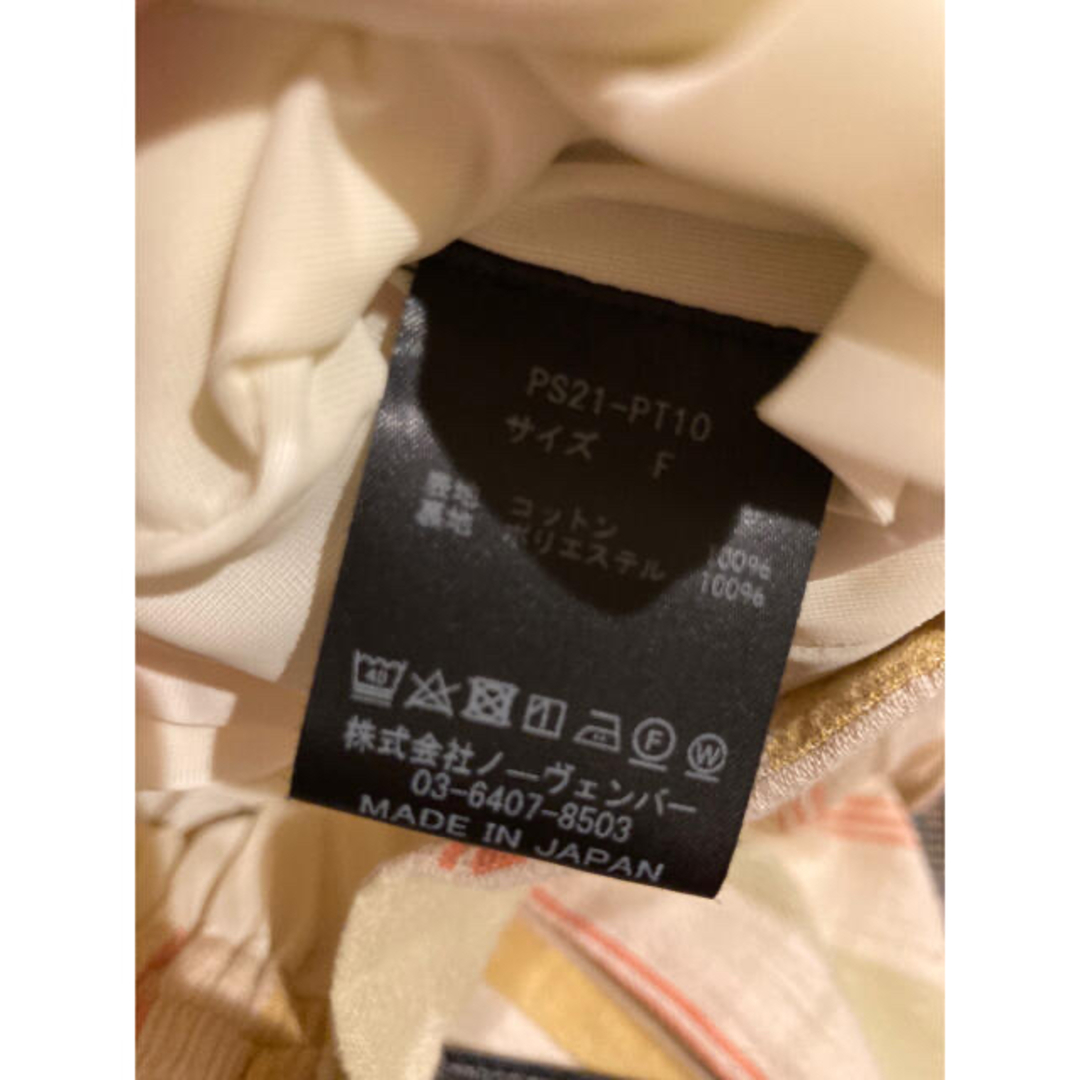 PS21-PT10
サイズ F
表地 コットン 100%
裏地 ポリエステル 100%
40
F
W
株式会社ノーヴェンバー
03-6407-8503
MADE IN JAPAN